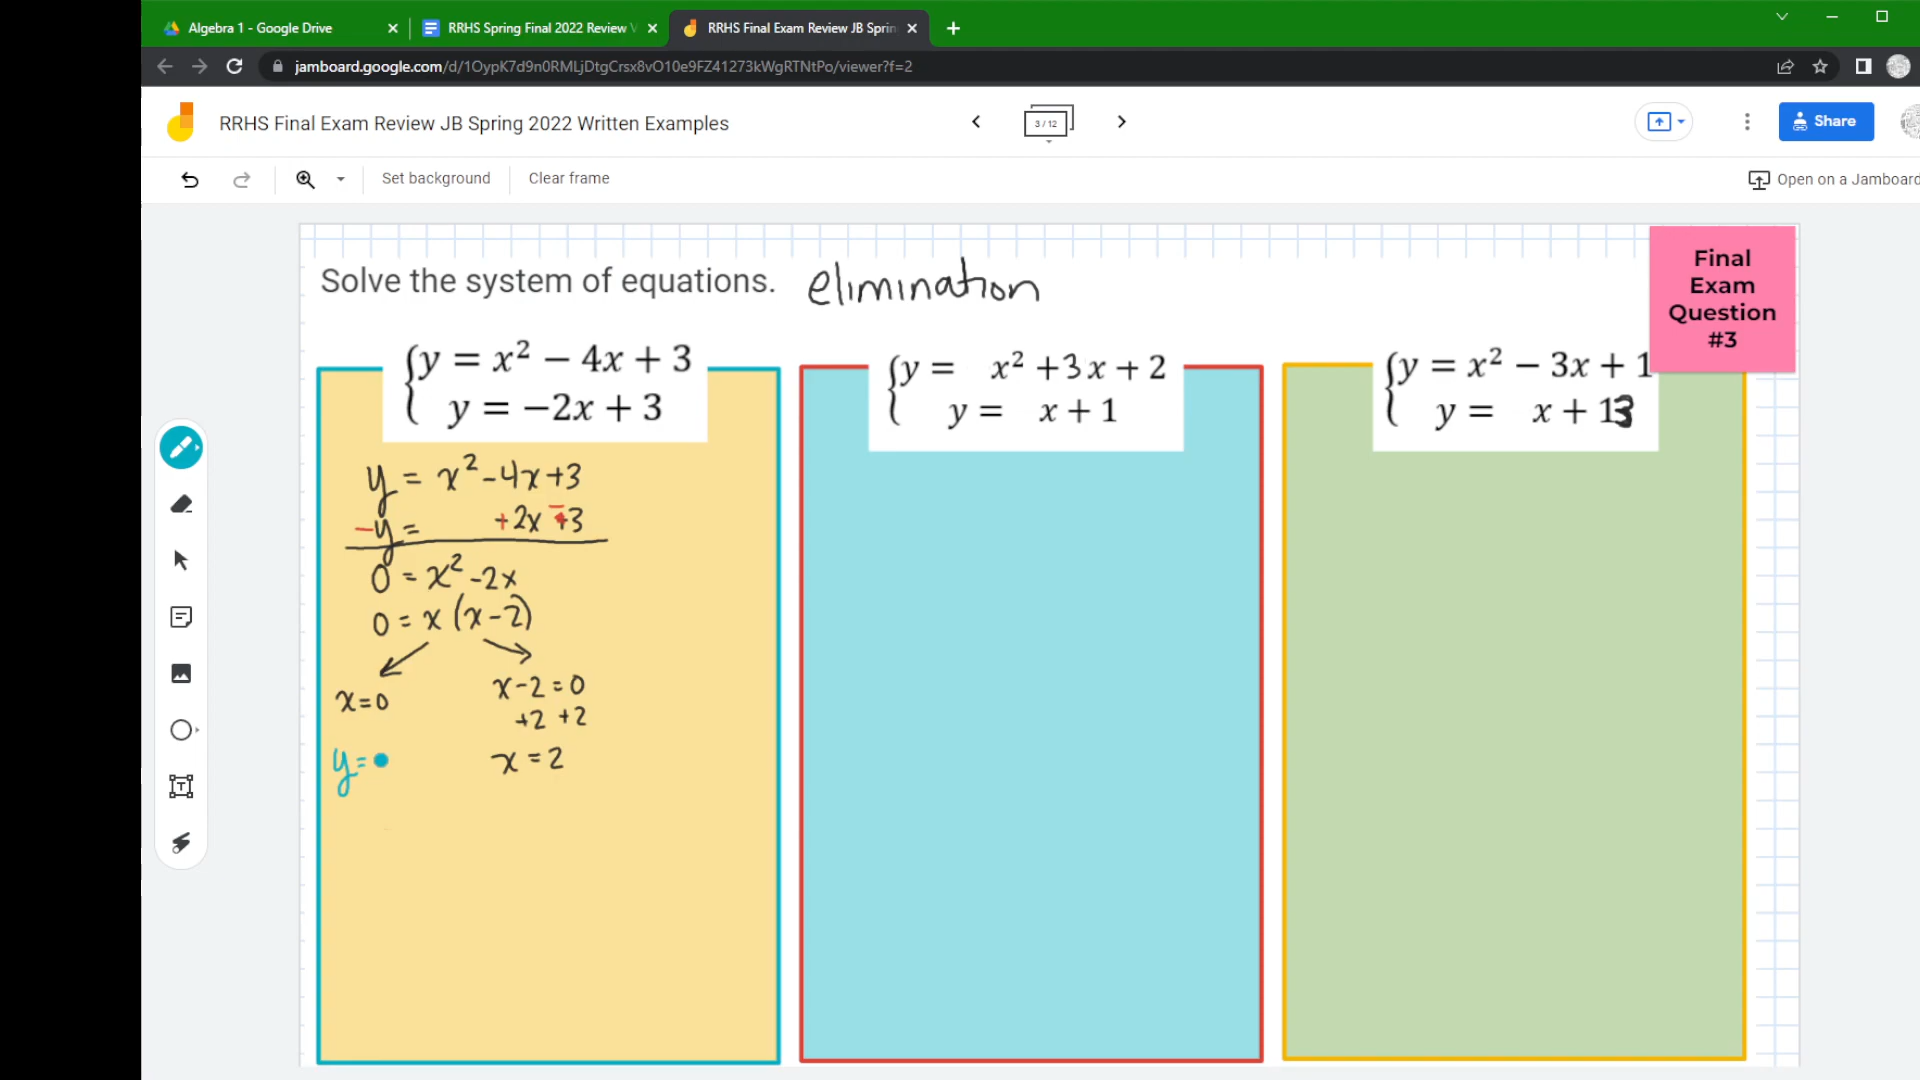 Algebra 1 - Google Drive
RRHS Spring Final 2022 Review V
RRHS Final Exam Review JB Sprin
jamboard.google.com/d/1OypK7d9n0RMLjDtgCrsx8vO10e9FZ41273kWgRTNtPo/viewer?f=2
RRHS Final Exam Review JB Spring 2022 Written Examples
3 / 12
Share
Set background
Clear frame
Open on a Jamboard
Solve the system of equations. elimination
Final
Exam
Question
#3
{y = x² − 4x + 3
y = −2x + 3
y = x² - 4x + 3
- y = + 2x - 3
0 = x² - 2x
0 = x (x - 2)
x = 0
x - 2 = 0
+2 +2
x = 2
y =
{y = x² + 3x + 2
y = x + 1
{y = x² − 3x + 1
y = x + 13